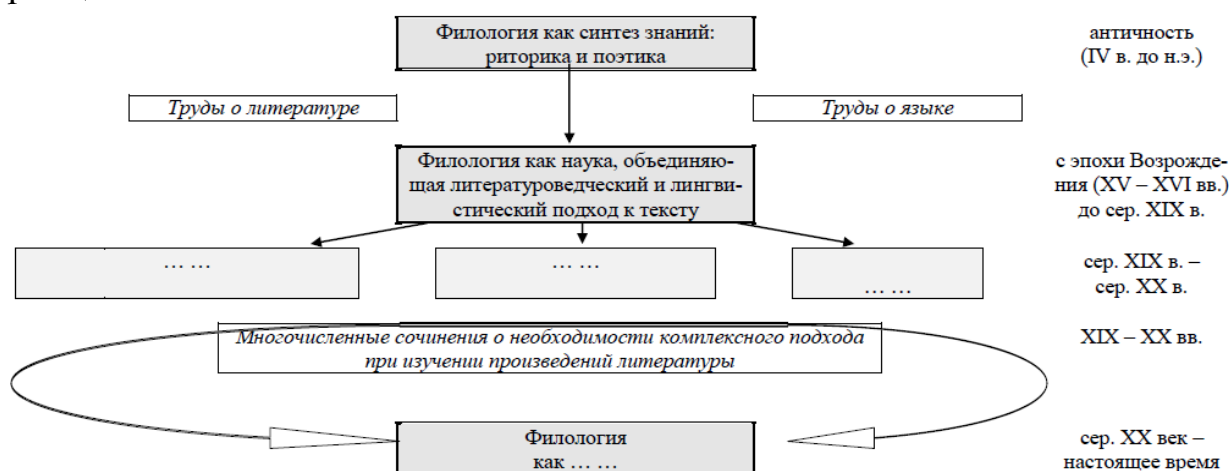 Филология как синтез знаний:
риторика и поэтика
античность
(IV в. до н.э.)
Труды о литературе
Труды о языке
Филология как наука, объединяю-
щая литературоведческий и лингви-
стический подход к тексту
с эпохи Возрожде-
ния (XV – XVI вв.)
до сер. XIX в.
… …
… …
… …
сер. XIX в. –
сер. XX в.
Многочисленные сочинения о необходимости комплексного подхода
при изучении произведений литературы
XIX – XX вв.
Филология
как … …
сер. XX век –
настоящее время